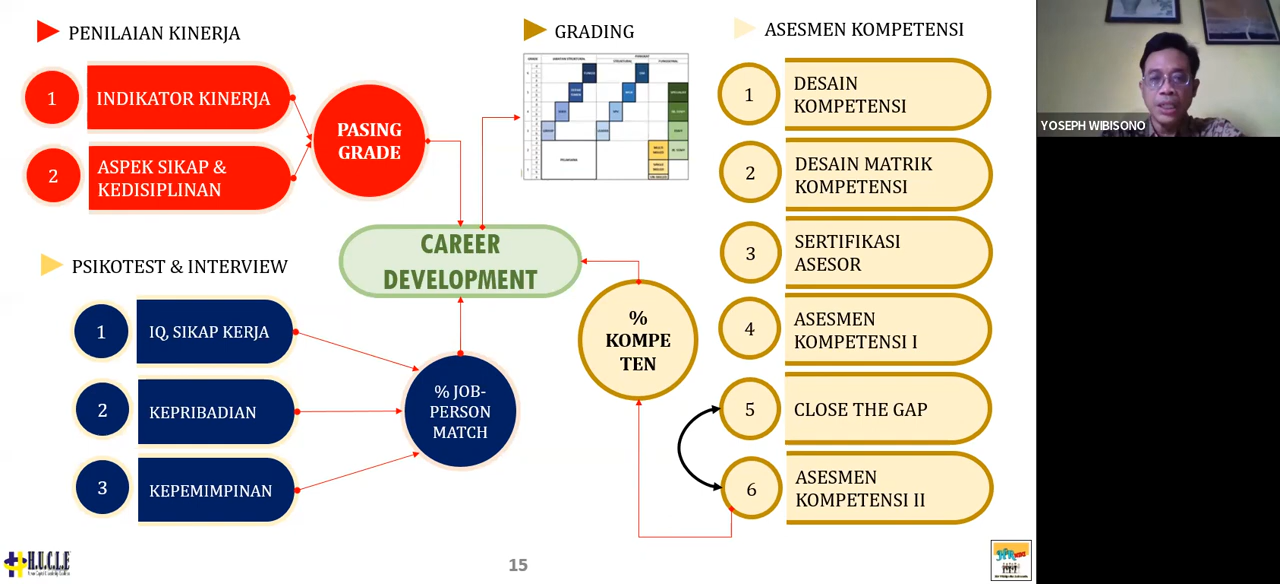 PENILAIAN KINERJA
1
INDIKATOR KINERJA
2
ASPEK SIKAP &
KEDISIPLINAN
PASING
GRADE
GRADING
ASESMEN KOMPETENSI
1
DESAIN
KOMPETENSI
2
DESAIN MATRIK
KOMPETENSI
3
SERTIFIKASI
ASESOR
4
ASESMEN
KOMPETENSI I
5
CLOSE THE GAP
6
ASESMEN
KOMPETENSI II
CAREER
DEVELOPMENT
%
KOMPE
TEN
PSIKOTEST & INTERVIEW
1
IQ, SIKAP KERJA
2
KEPRIBADIAN
3
KEPEMIMPINAN
% JOB-
PERSON
MATCH
YOSEPH WIBISONO
H.U.C.L.E
15